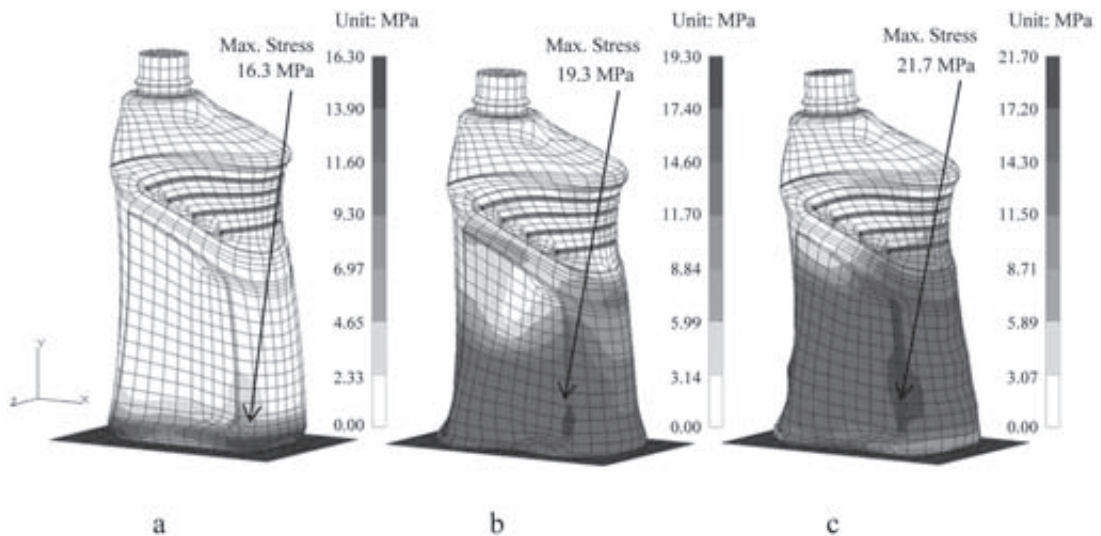 Unit: MPa
Max. Stress
16.3 MPa
16.30
13.90
11.60
9.30
6.97
4.65
2.33
0.00
Y
Z
X
a
Unit: MPa
Max. Stress
19.3 MPa
19.30
17.40
14.60
11.70
8.84
5.99
3.14
0.00
b
Unit: MPa
Max. Stress
21.7 MPa
21.70
17.20
14.30
11.50
8.71
5.89
3.07
0.00
c